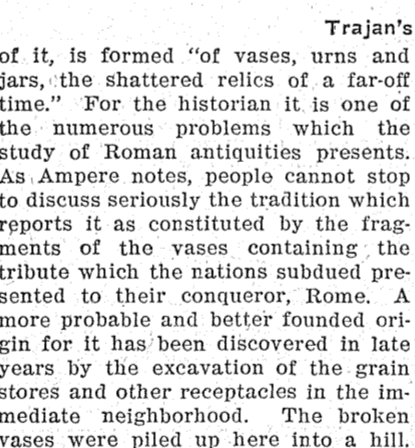 Trajan's
of it, is formed "of vases, urns and
jars, the shattered relics of a far-off
time." For the historian it is one of
the numerous problems which the
study of Roman antiquities presents.
As Ampere notes, people cannot stop
to discuss seriously the tradition which
reports it as constituted by the frag-
ments of the vases containing the
tribute which the nations subdued pre-
sented to their conqueror, Rome. A
more probable and better founded ori-
gin for it has been discovered in late
years by the excavation of the grain
stores and other receptacles in the im-
mediate neighborhood. The broken
vases were piled up here into a hill.